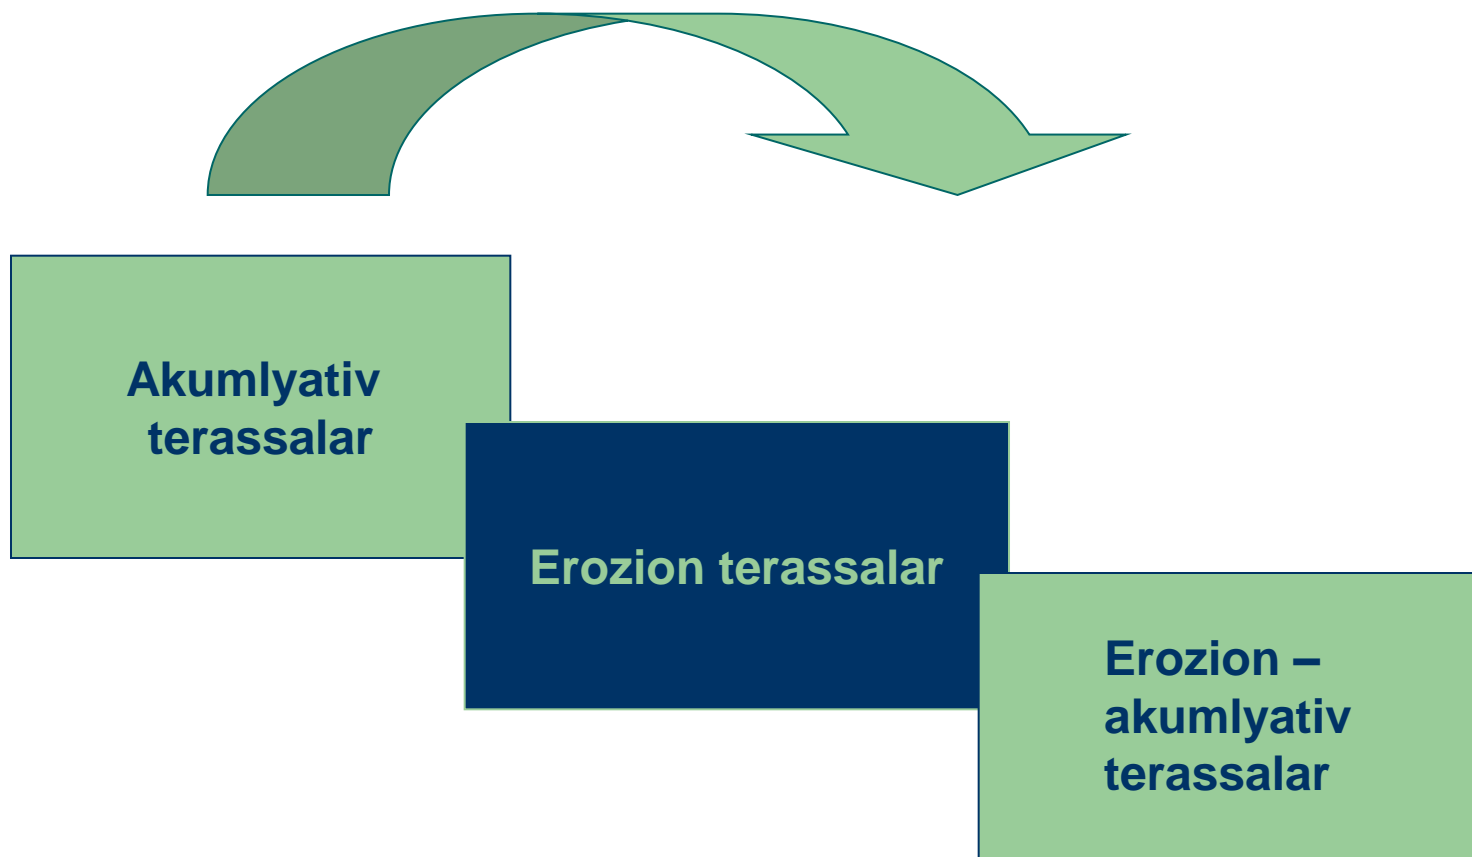 Akumlyativ
terassalar
Erozion terassalar
Erozion –
akumlyativ
terassalar